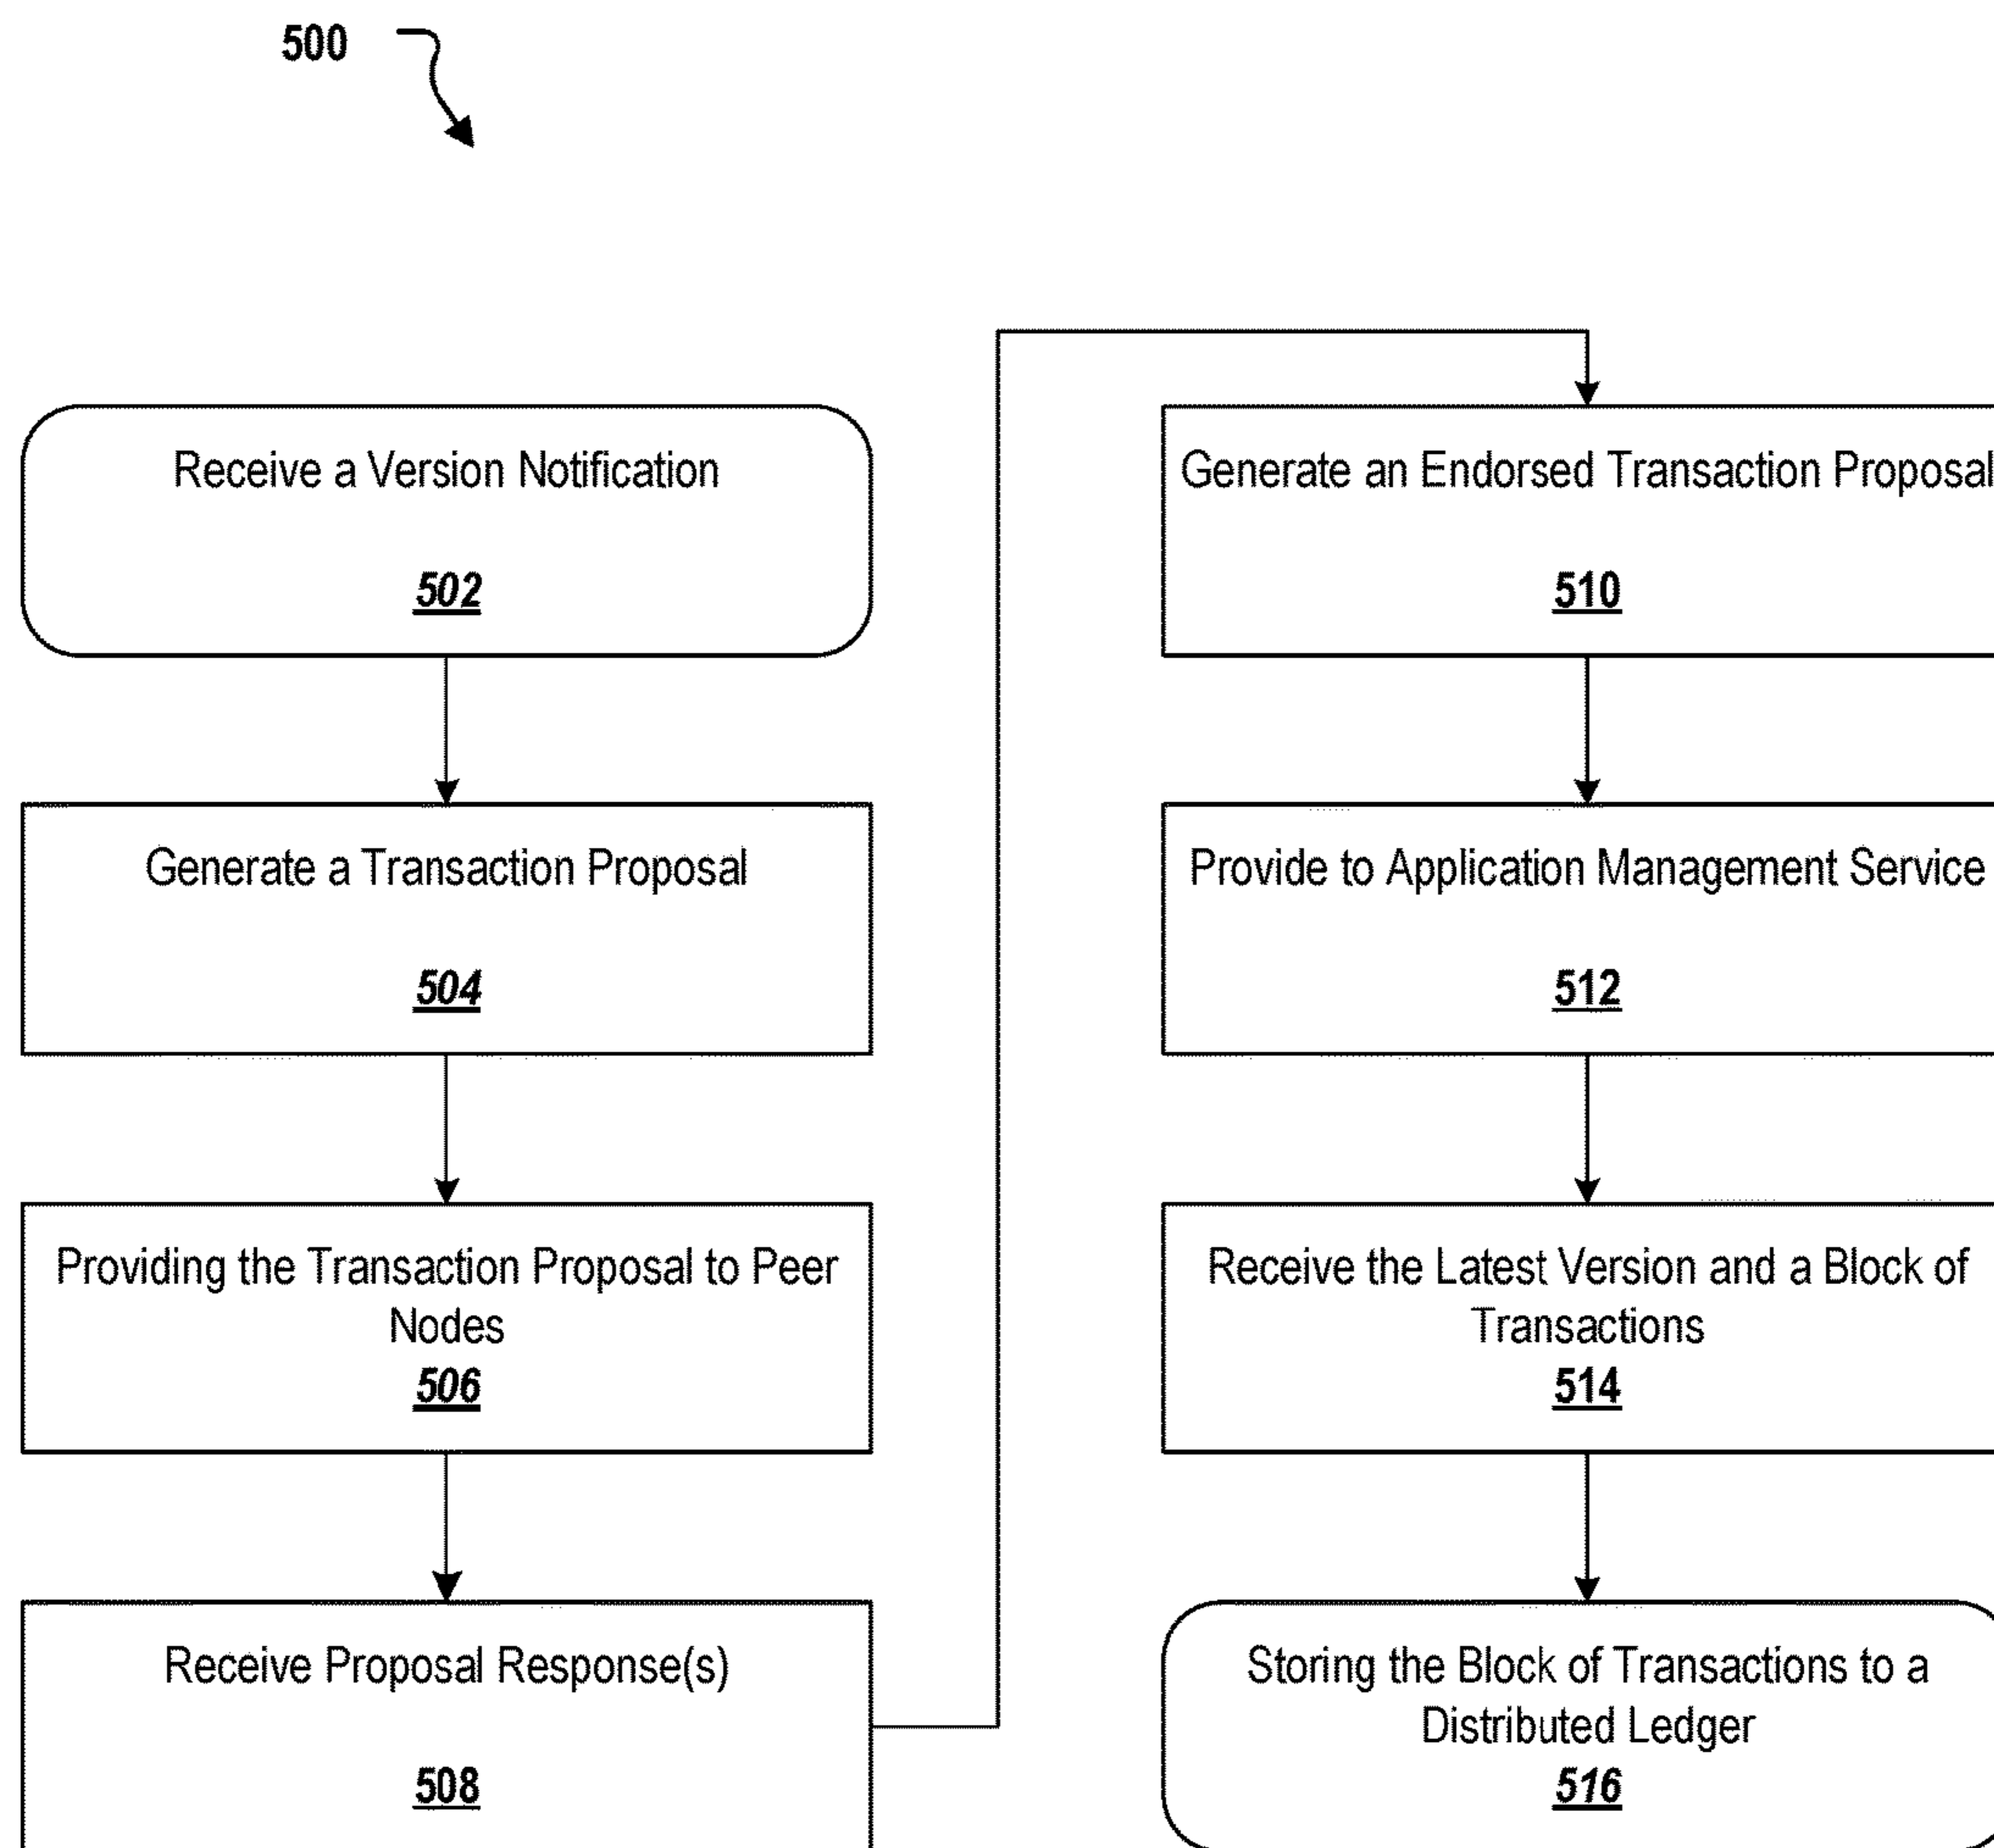 500
Receive a Version Notification
502
Generate a Transaction Proposal
504
Providing the Transaction Proposal to Peer
Nodes
506
Receive Proposal Response(s)
508
Generate an Endorsed Transaction Proposal
510
Provide to Application Management Service
512
Receive the Latest Version and a Block of
Transactions
514
Storing the Block of Transactions to a
Distributed Ledger
516